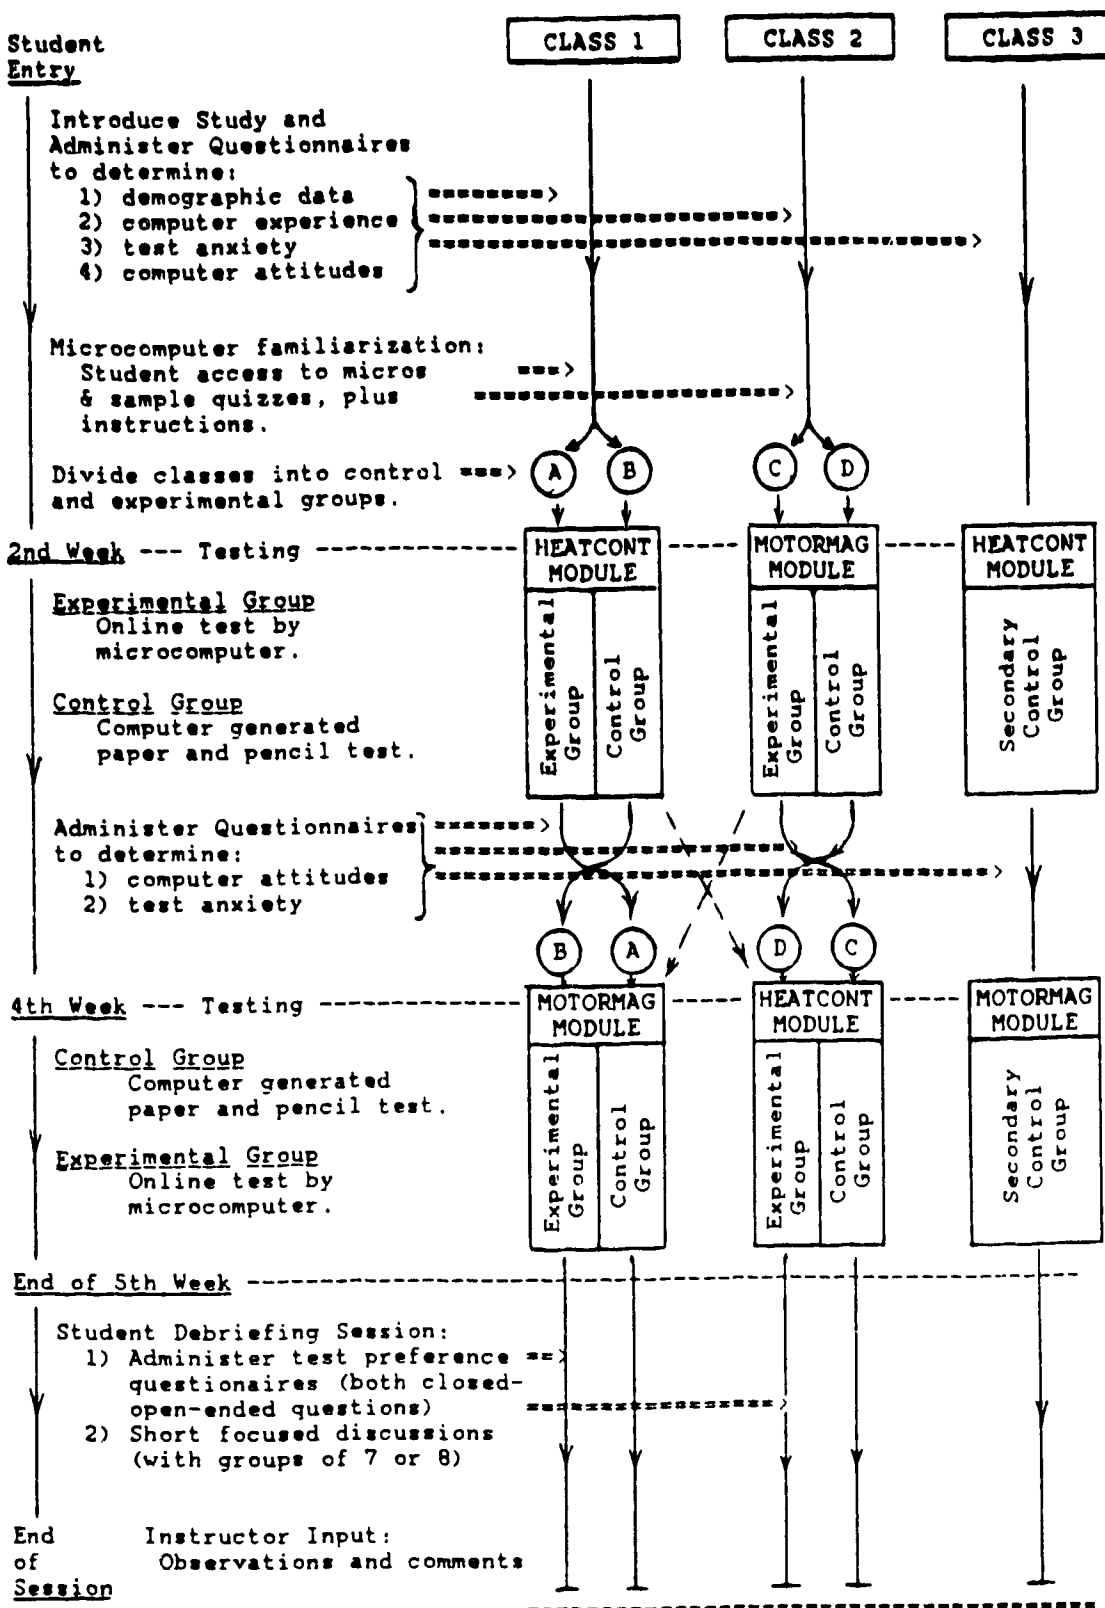 Student
Entry
CLASS 1
CLASS 2
CLASS 3
Introduce Study and
Administer Questionnaires
to determine:
1) demographic data
2) computer experience
3) test anxiety
4) computer attitudes
Microcomputer familiarization:
Student access to micros
& sample quizzes, plus
instructions.
Divide classes into control
and experimental groups.
A
B
C
D
2nd Week --- Testing
HEATCONT
MODULE
MOTORMAG
MODULE
HEATCONT
MODULE
Experimental Group
Online test by
microcomputer.
Control Group
Computer generated
paper and pencil test.
Experimental
Group
Control
Group
Experimental
Group
Control
Group
Secondary
Control
Group
Administer Questionnaires
to determine:
1) computer attitudes
2) test anxiety
B
A
D
C
4th Week --- Testing
MOTORMAG
MODULE
HEATCONT
MODULE
MOTORMAG
MODULE
Control Group
Computer generated
paper and pencil test.
Experimental Group
Online test by
microcomputer.
Experimental
Group
Control
Group
Experimental
Group
Control
Group
Secondary
Control
Group
End of 5th Week
Student Debriefing Session:
1) Administer test preference
questionaires (both closed-
open-ended questions)
2) Short focused discussions
(with groups of 7 or 8)
End
of
Session
Instructor Input:
Observations and comments